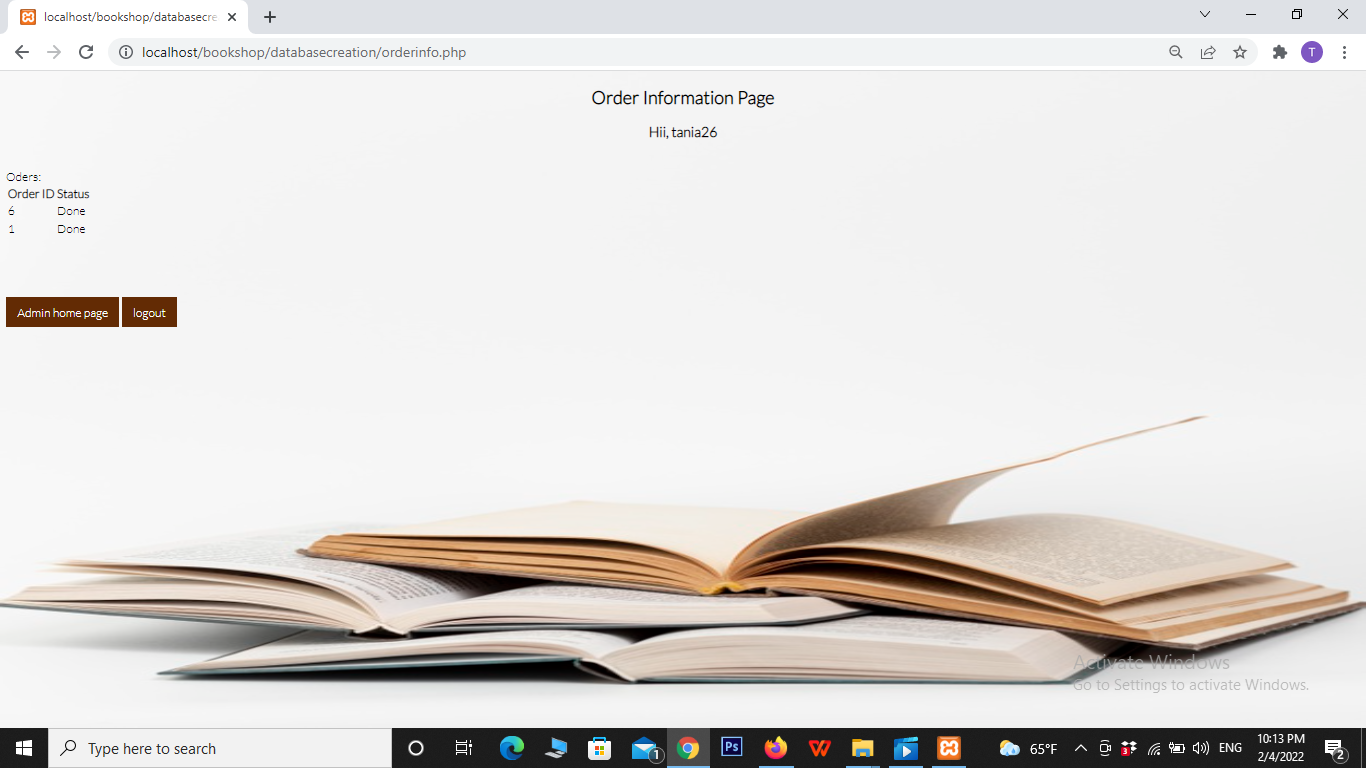 localhost/bookshop/databasecre
localhost/bookshop/databasecreation/orderinfo.php
T
Order Information Page
Hii, tania26
Oders:
Order ID Status
6 Done
1 Done
Admin home page logout
Activate Windows
Go to Settings to activate Windows.
Type here to search
1
Ps
W
65°F
3
ENG
10:13 PM
2/4/2022
2